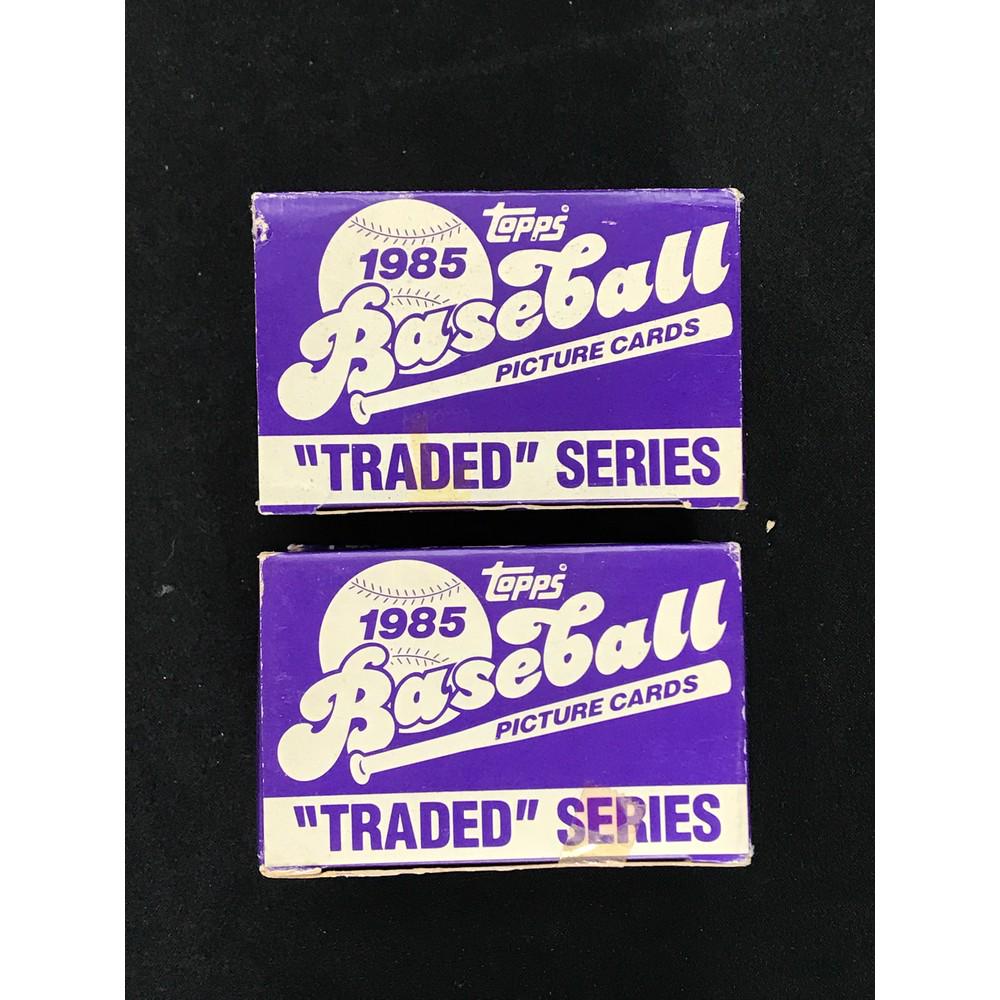 topps©
1985
Baseball
PICTURE CARDS
"TRADED" SERIES
topps©
1985
Baseball
PICTURE CARDS
"TRADED" SERIES